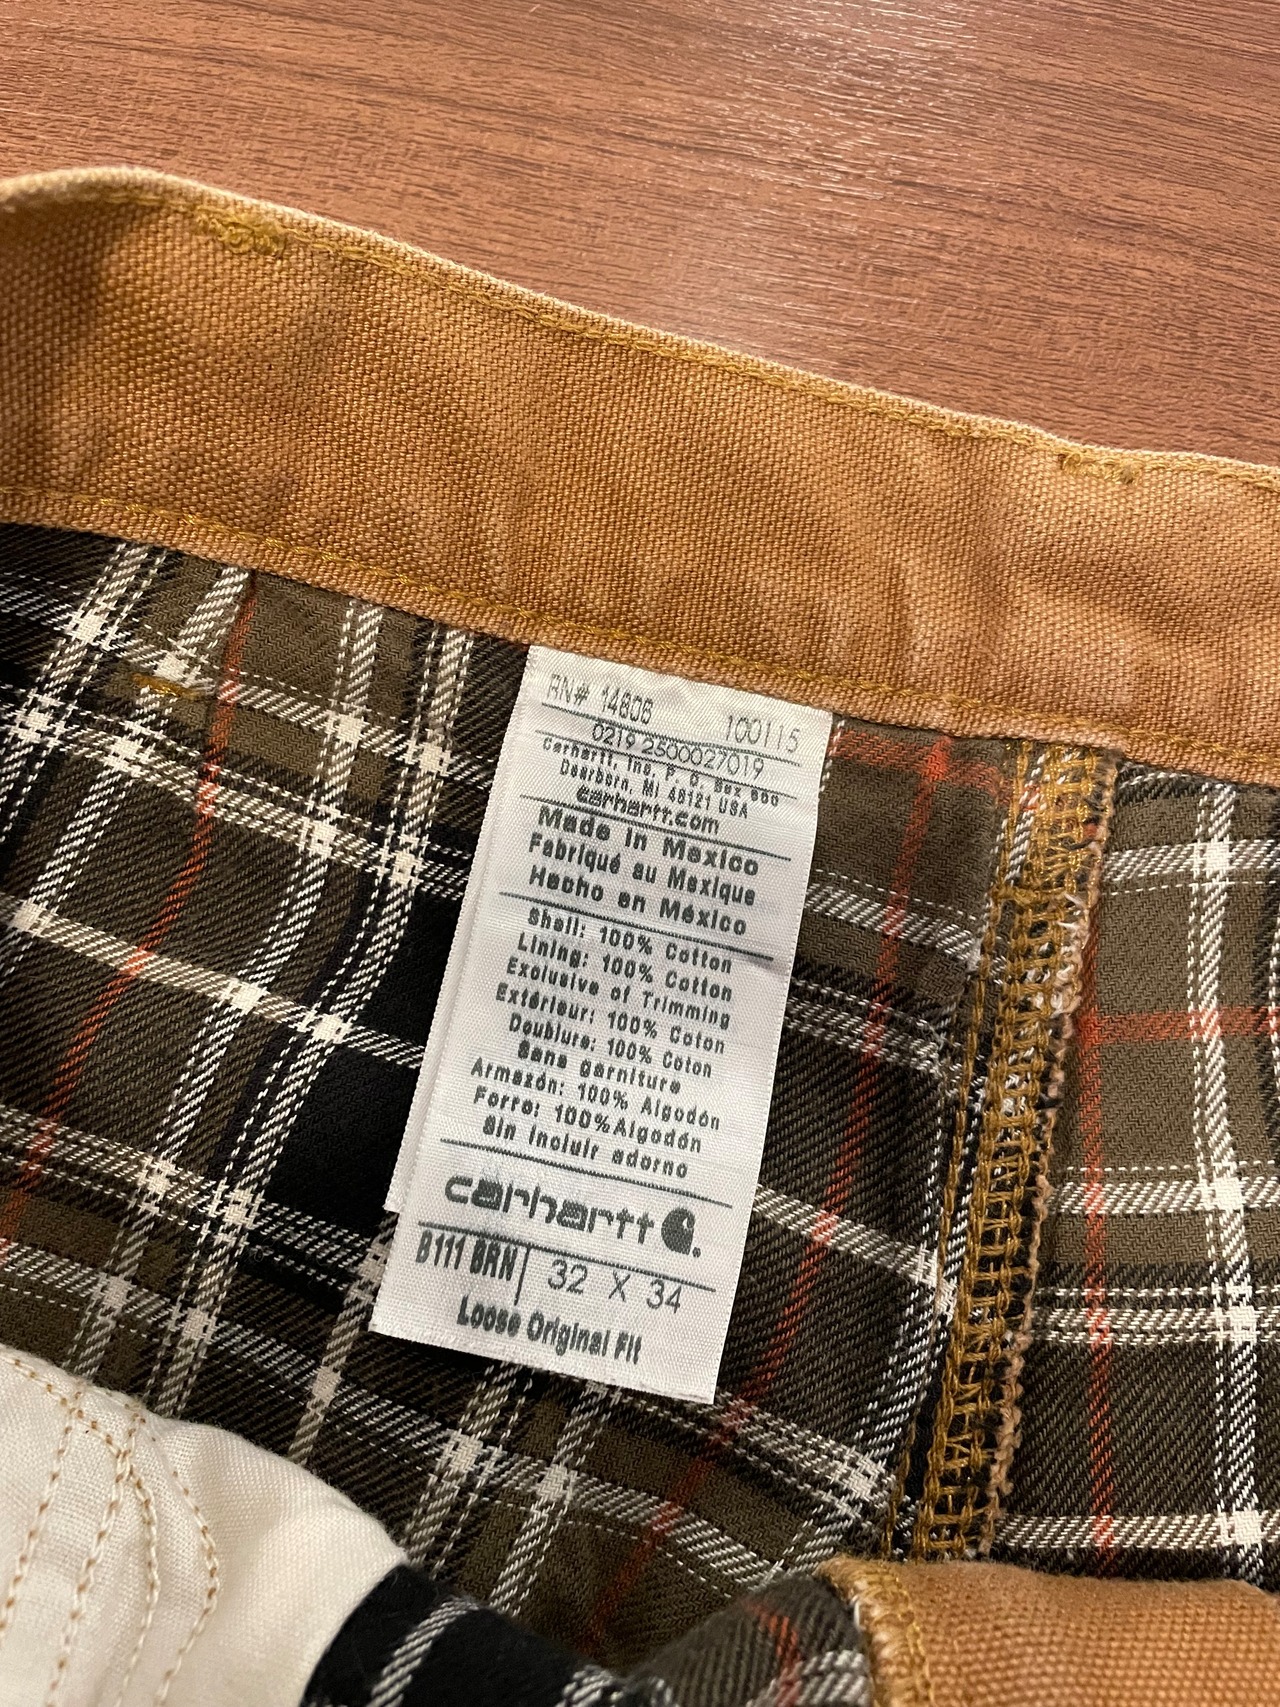 RN# 14806 100115
0219 2500027019
Carhartt, Inc. P. O. Box 600
Dearborn, MI 48121 USA
carhartt.com
Made In Mexico
Fabriqué au Mexique
Hecho en México
Shell: 100% Cotton
Lining: 100% Cotton
Exclusive of Trimming
Extérieur: 100% Coton
Doublure: 100% Coton
Sans garniture
Armazón: 100% Algodón
Forro: 100%Algodón
Sin incluir adorno
carhartt
B111 BRN 32 X 34
Loose Original Fit